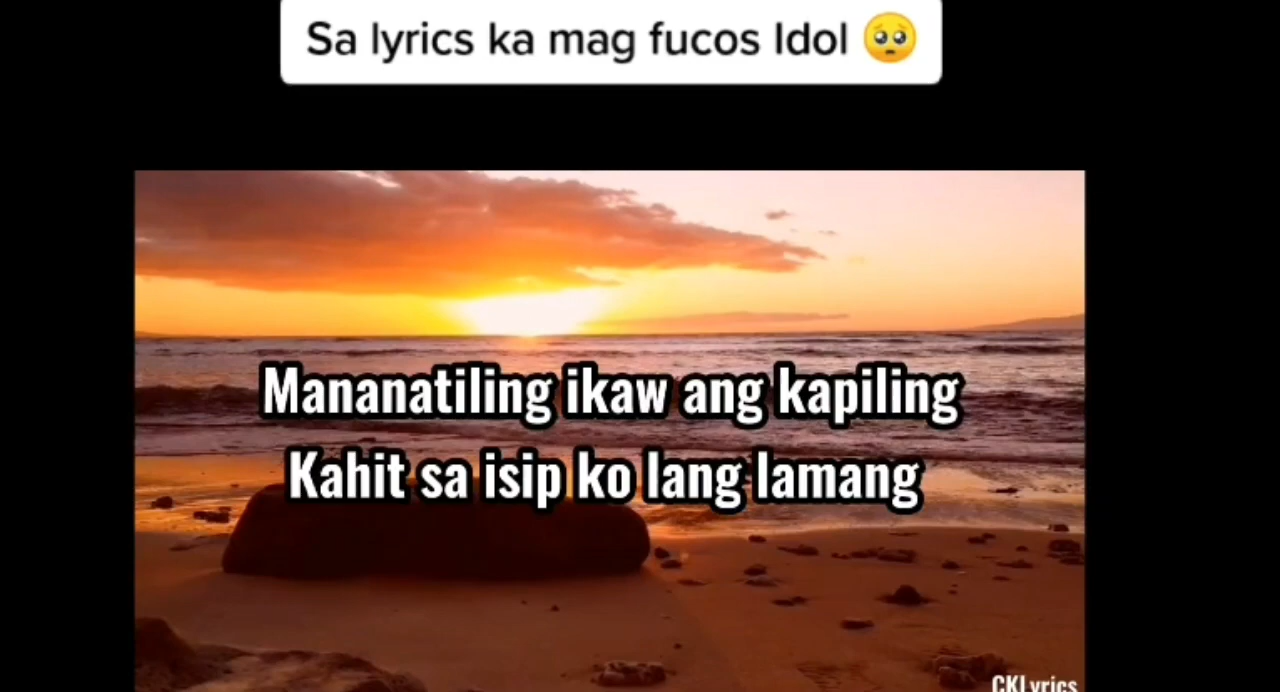 Sa lyrics ka mag fucos Idol 🥺
Mananatiling ikaw ang kapiling
Kahit sa isip ko lang lamang
CKLyrics